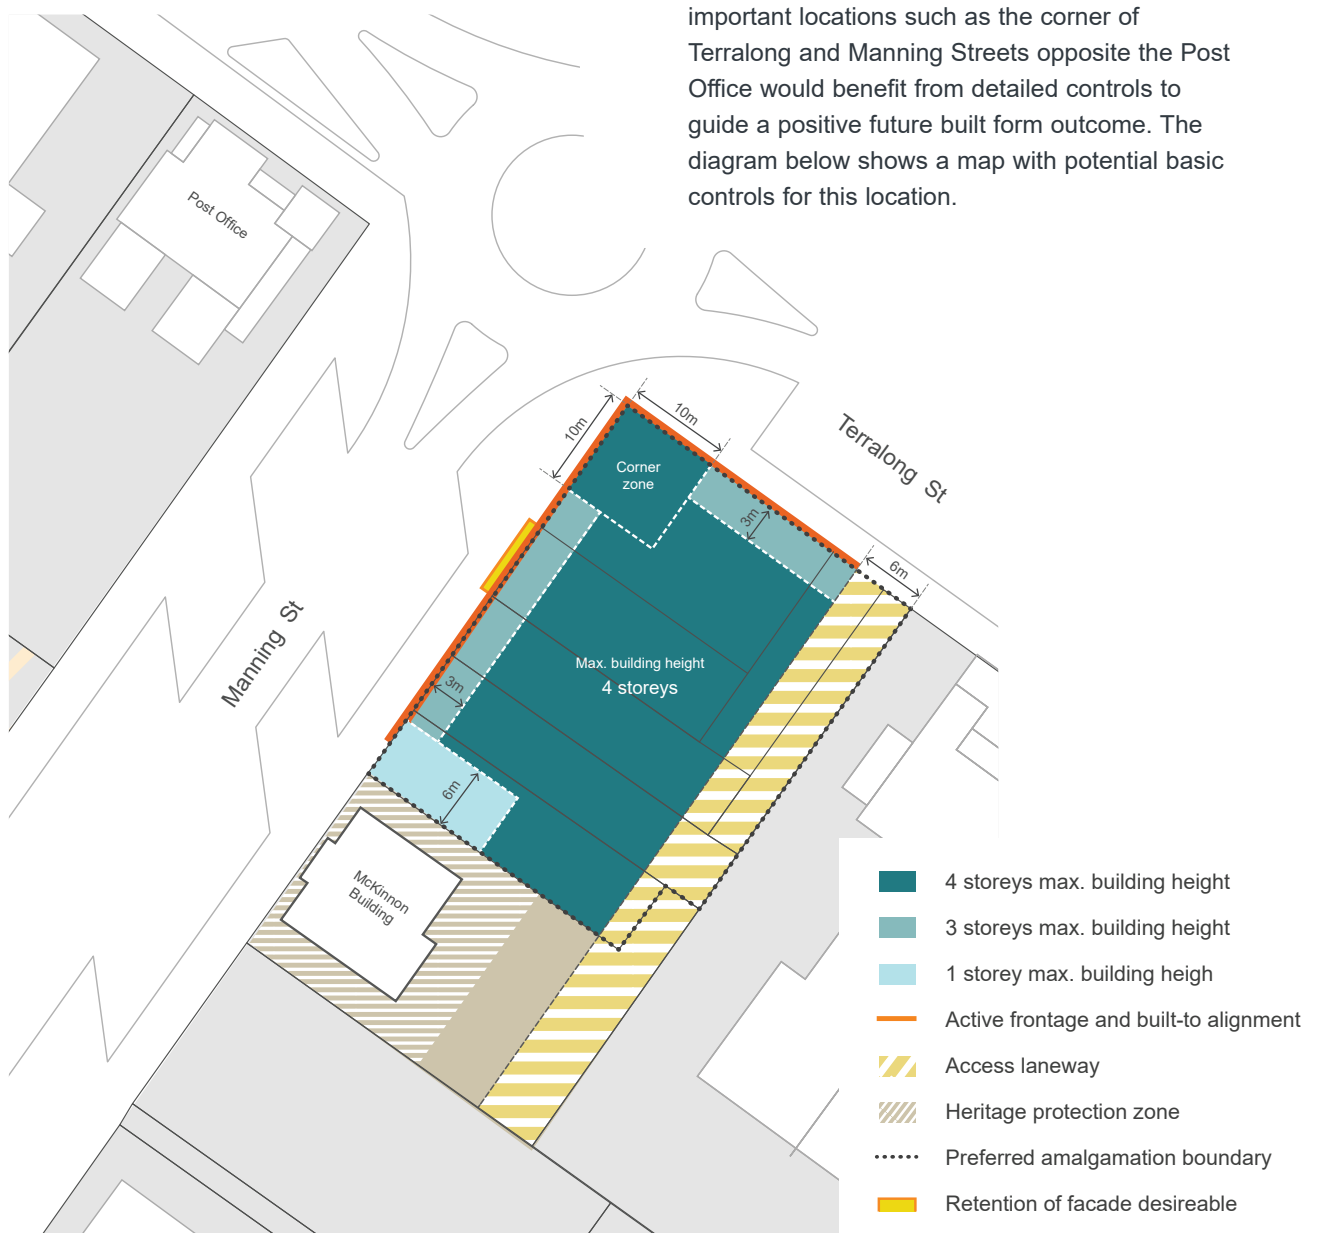 important locations such as the corner of
Terralong and Manning Streets opposite the Post
Office would benefit from detailed controls to
guide a positive future built form outcome. The
diagram below shows a map with potential basic
controls for this location.
Post Office
10m
10m
Terralong St
Corner
zone
3m
6m
Manning St
Max. building height
4 storeys
3m
6m
McKinnon
Building
4 storeys max. building height
3 storeys max. building height
1 storey max. building heigh
Active frontage and built-to alignment
Access laneway
Heritage protection zone
Preferred amalgamation boundary
Retention of facade desireable